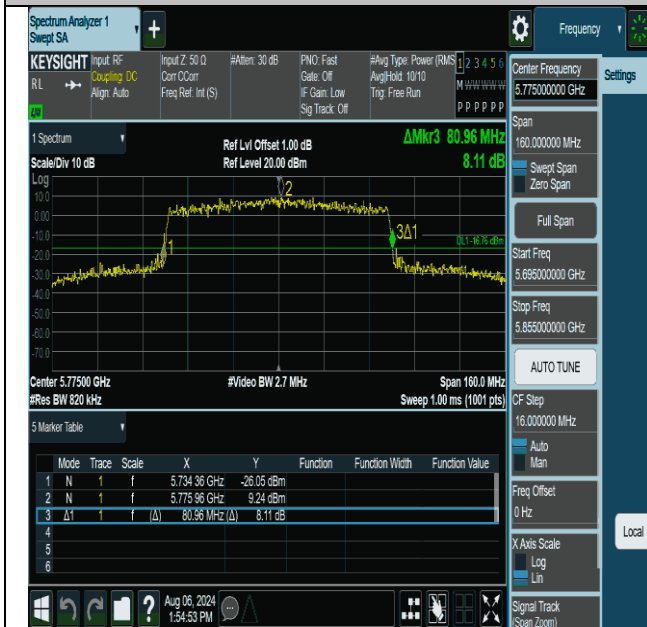 Spectrum Analyzer 1
Swept SA
+
Frequency
KEYSIGHT
RL
Input: RF
Coupling: DC
Align: Auto
Input Z: 50 Ω
Corr CCorr
Freq Ref: Int (S)
#Atten: 30 dB
PNO: Fast
Gate: Off
IF Gain: Low
Sig Track: Off
#Avg Type: Power (RMS
Avg|Hold: 10/10
Trig: Free Run
1 2 3 4 5 6
M W W W W W
P P P P P P
1 Spectrum
Scale/Div 10 dB
Ref Lvl Offset 1.00 dB
Ref Level 20.00 dBm
ΔMkr3 80.96 MHz
8.11 dB
Log
10.0
0.00
-10.0
-20.0
-30.0
-40.0
-50.0
-60.0
-70.0
2
1
3Δ1
DL1 -16.76 dBm
Center 5.77500 GHz
#Video BW 2.7 MHz
Span 160.0 MHz
#Res BW 820 kHz
Sweep 1.00 ms (1001 pts)
5 Marker Table
Mode Trace Scale X Y Function Function Width Function Value
1 N 1 f 5.734 36 GHz -26.05 dBm
2 N 1 f 5.775 96 GHz 9.24 dBm
3 Δ1 1 f (Δ) 80.96 MHz (Δ) 8.11 dB
4
5
6
Aug 06, 2024
1:54:53 PM
?
Center Frequency
5.775000000 GHz
Settings
Span
160.000000 MHz
Swept Span
Zero Span
Full Span
Start Freq
5.695000000 GHz
Stop Freq
5.855000000 GHz
AUTO TUNE
CF Step
16.000000 MHz
Auto
Man
Freq Offset
0 Hz
Local
X Axis Scale
Log
Lin
Signal Track
(Span Zoom)